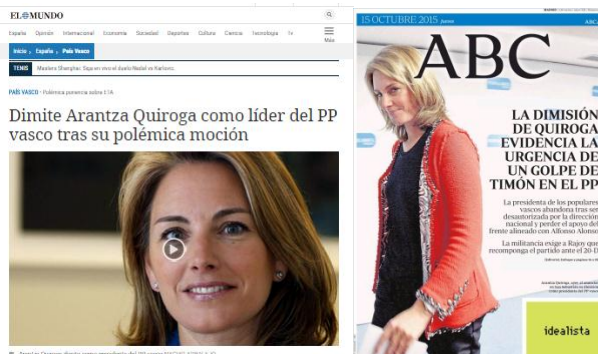 EL MUNDO
España Opinión Internacional Economía Sociedad Deportes Cultura Ciencia Tecnología
Más
Inicio › España › País Vasco
TENIS Masters Shanghai: Sigue en vivo el duelo Nadal vs Karlovic.
PAÍS VASCO Polémica ponencia sobre ETA
Dimite Arantza Quiroga como líder del PP
vasco tras su polémica moción
15 OCTUBRE 2015 jueves
ABC
LA DIMISIÓN
DE QUIROGA
EVIDENCIA LA
URGENCIA DE
UN GOLPE DE
TIMÓN EN EL PP
La presidenta de los populares
vascos abandona tras ser
desautorizada por la dirección
nacional y perder el apoyo del
frente alineado con Alfonso Alonso
La militancia exige a Rajoy que
recomponga el partido ante el 20-D
idealista